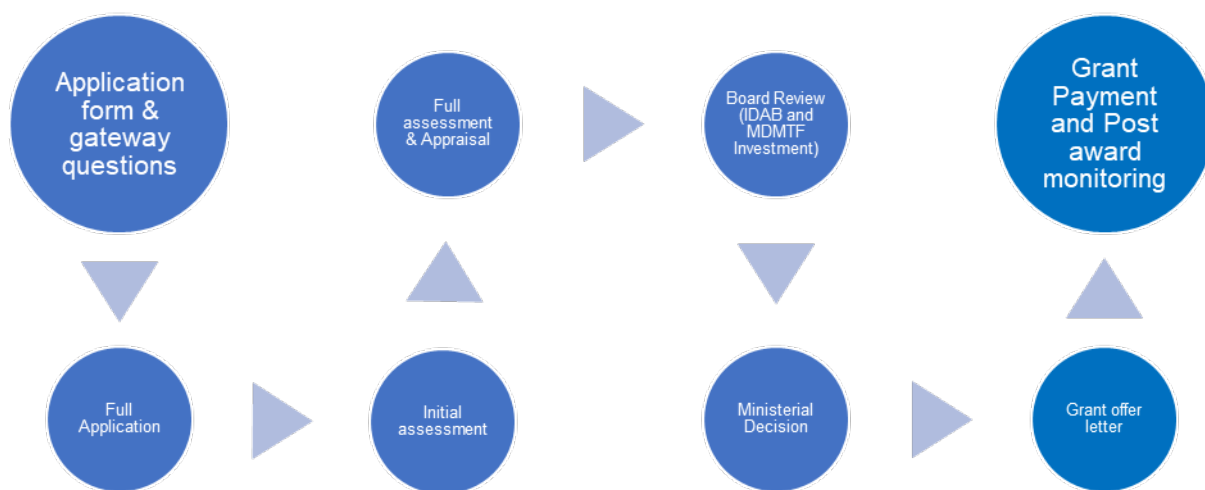 Application
form &
gateway
questions
Full
Application
Initial
assessment
Full
assessment
& Appraisal
Board Review
(IDAB and
MDMTF
Investment)
Ministerial
Decision
Grant offer
letter
Grant
Payment
and Post
award
monitoring